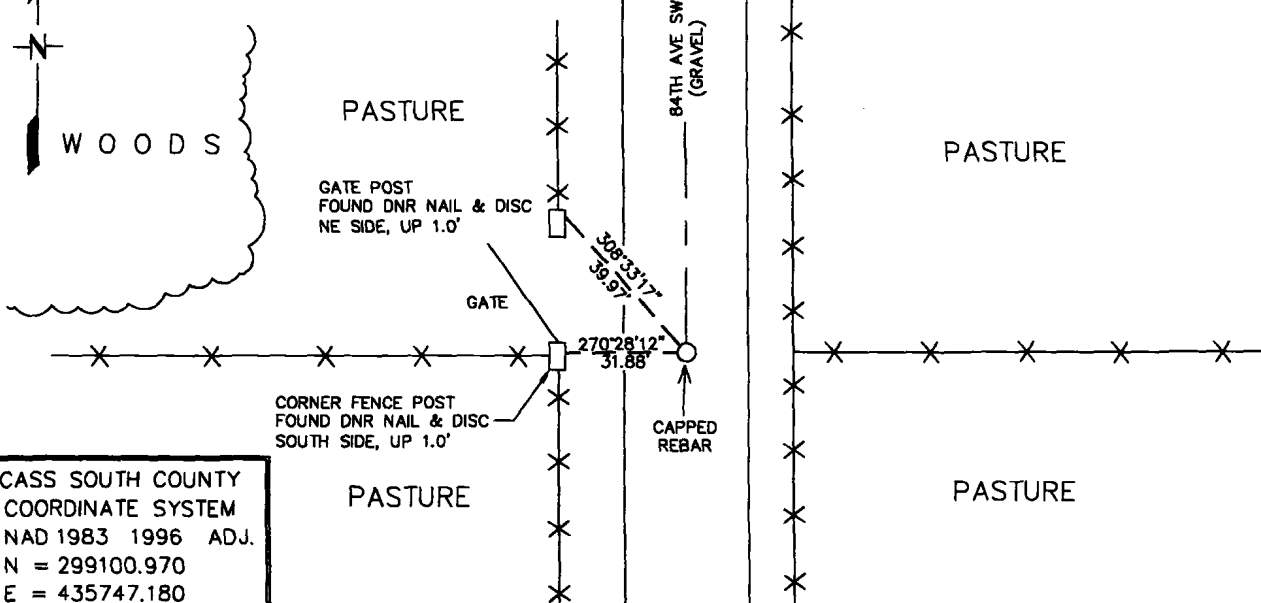 84TH AVE SW
(GRAVEL)
N
WOODS
PASTURE
PASTURE
GATE POST
FOUND DNR NAIL & DISC
NE SIDE, UP 1.0'
308°33'17"
39.97'
GATE
270°28'12"
31.88'
CORNER FENCE POST
FOUND DNR NAIL & DISC
SOUTH SIDE, UP 1.0'
CAPPED
REBAR
CASS SOUTH COUNTY
COORDINATE SYSTEM
NAD 1983 1996 ADJ.
N = 299100.970
E = 435747.180
PASTURE
PASTURE